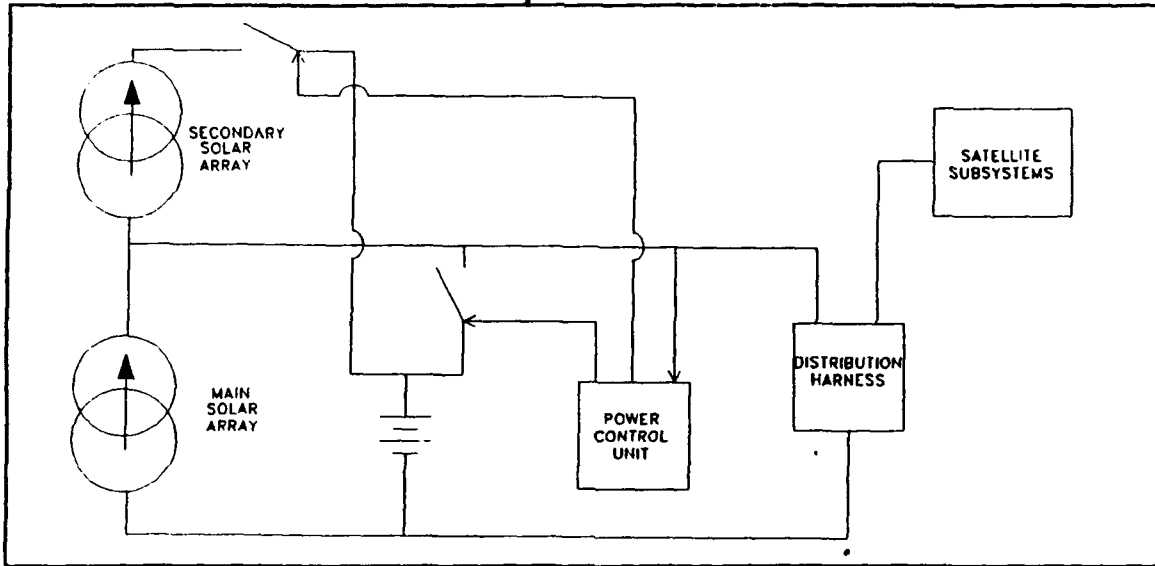 SECONDARY
SOLAR
ARRAY
SATELLITE
SUBSYSTEMS
MAIN
SOLAR
ARRAY
POWER
CONTROL
UNIT
DISTRIBUTION
HARNESS